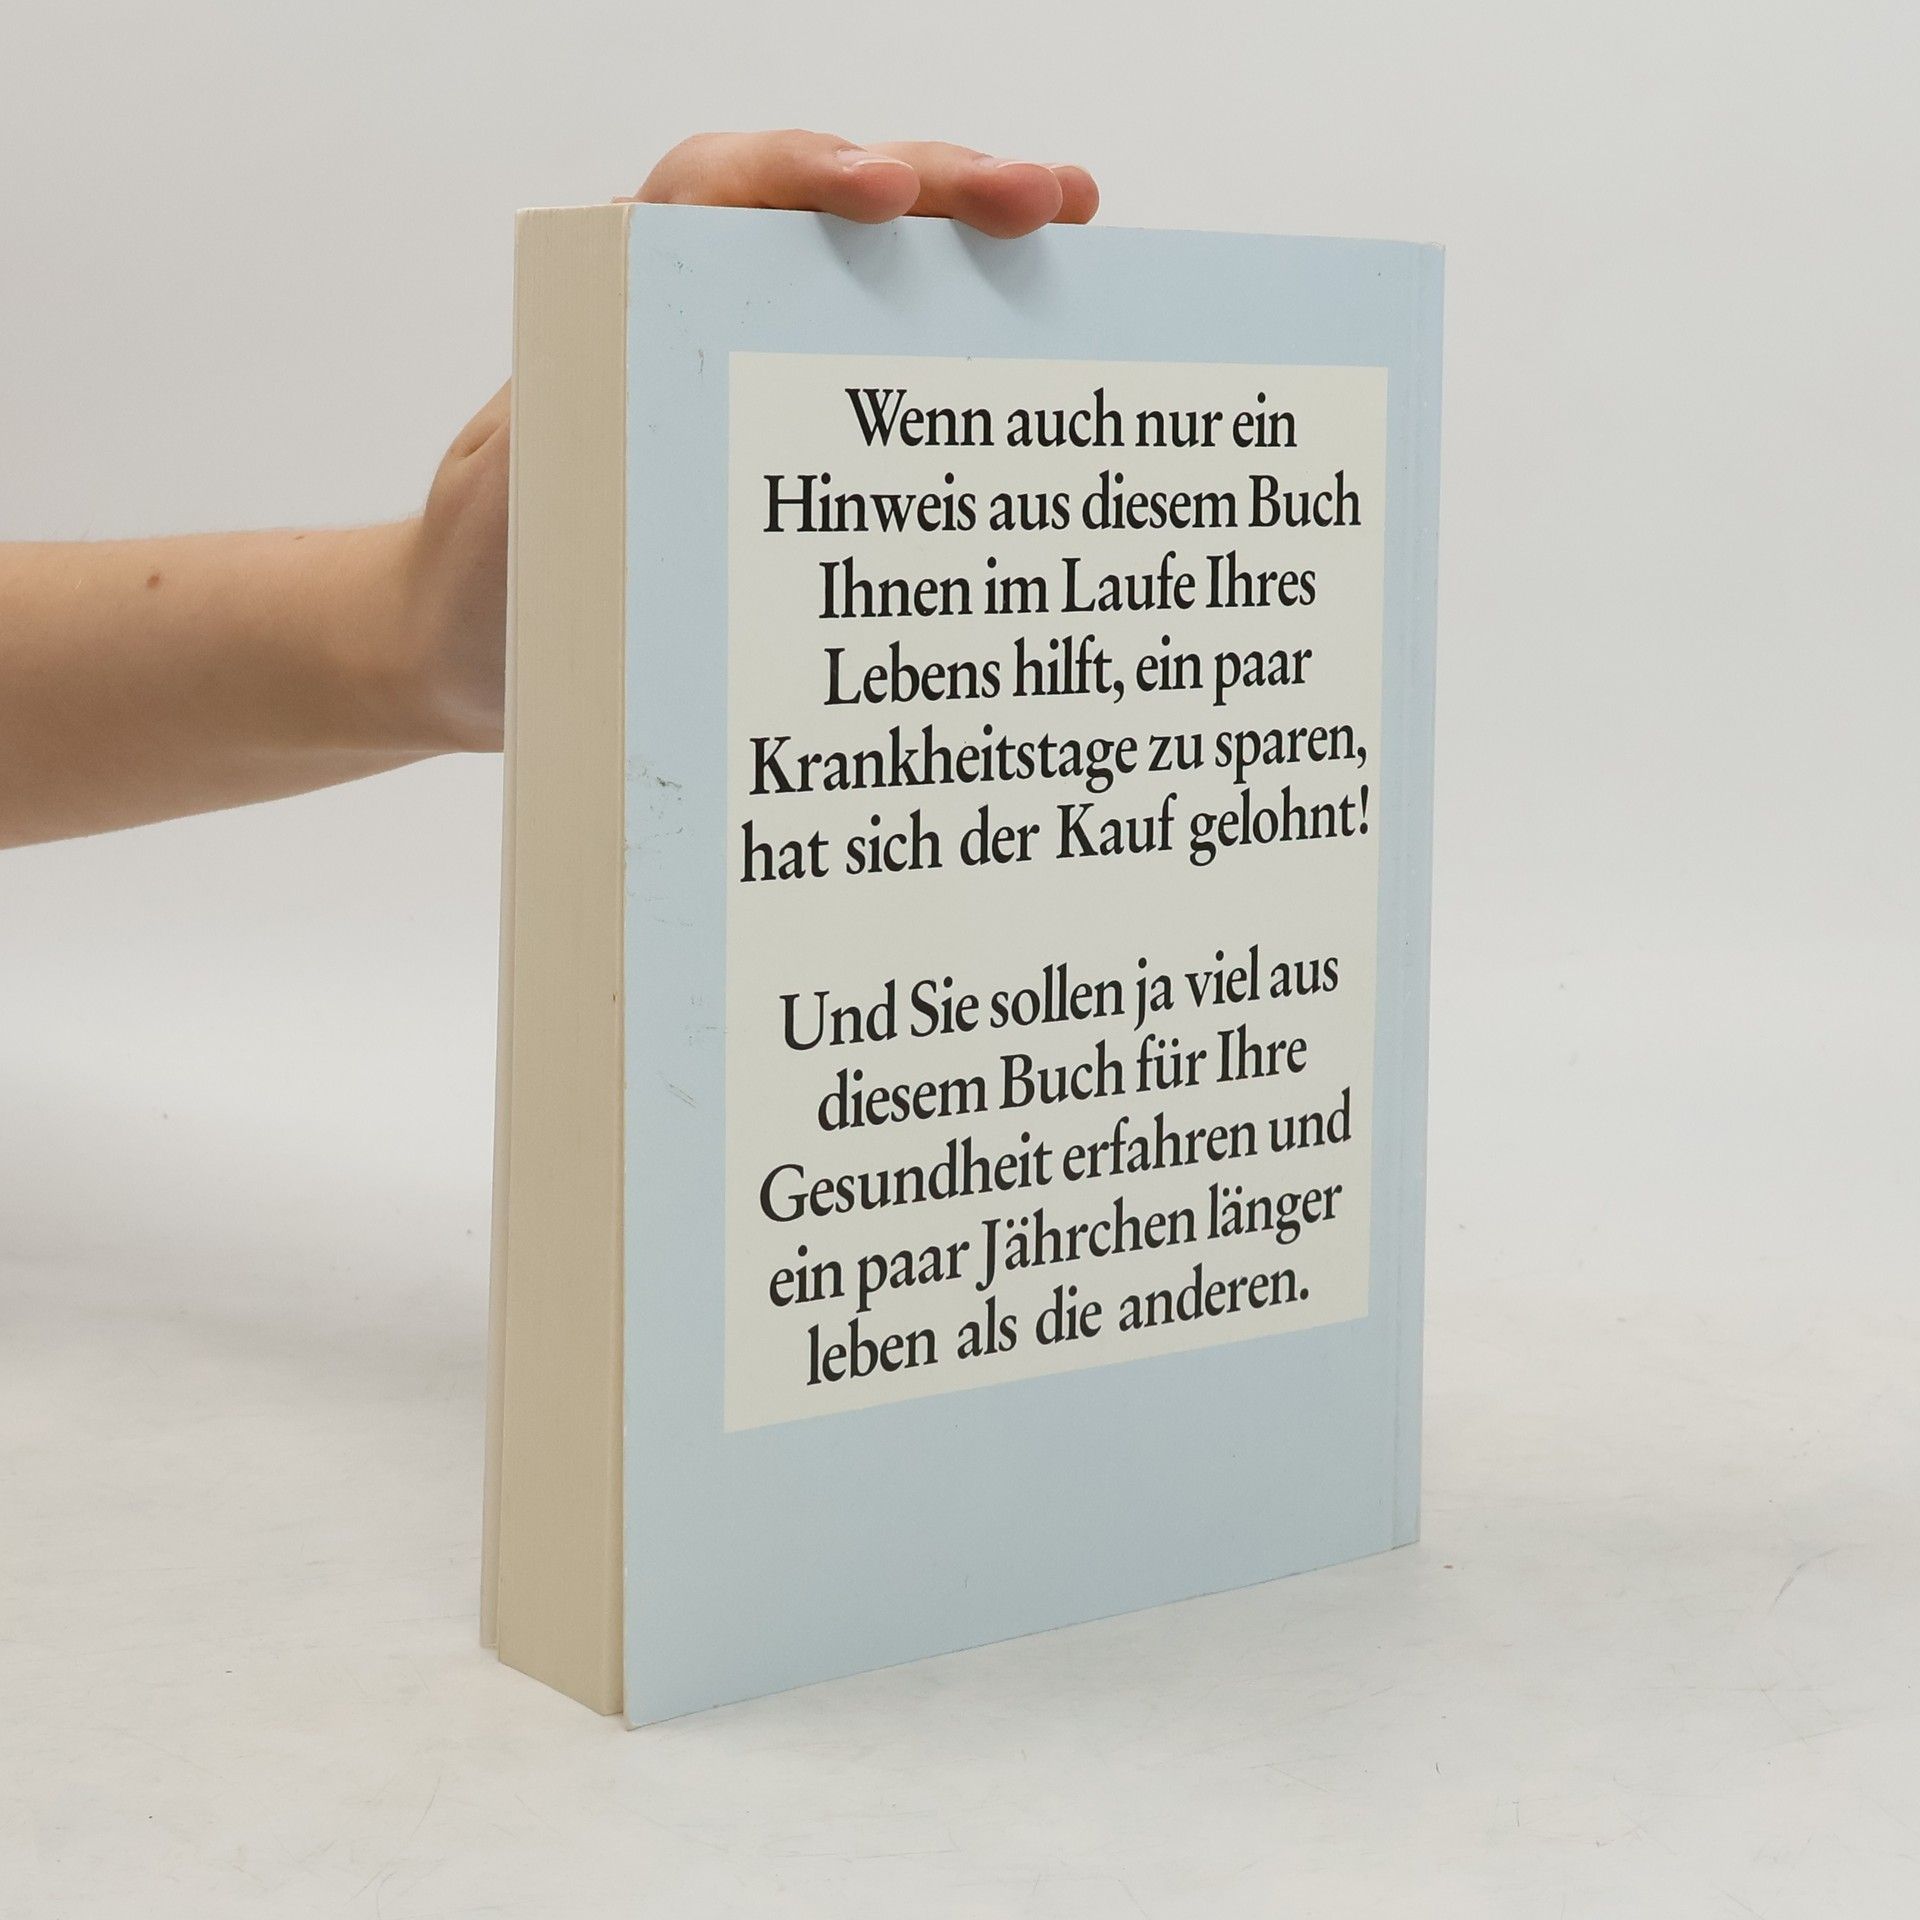 Wenn auch nur ein
Hinweis aus diesem Buch
Ihnen im Laufe Ihres
Lebens hilft, ein paar
Krankheitstage zu sparen,
hat sich der Kauf gelohnt!
Und Sie sollen ja viel aus
diesem Buch für Ihre
Gesundheit erfahren und
ein paar Jährchen länger
leben als die anderen.